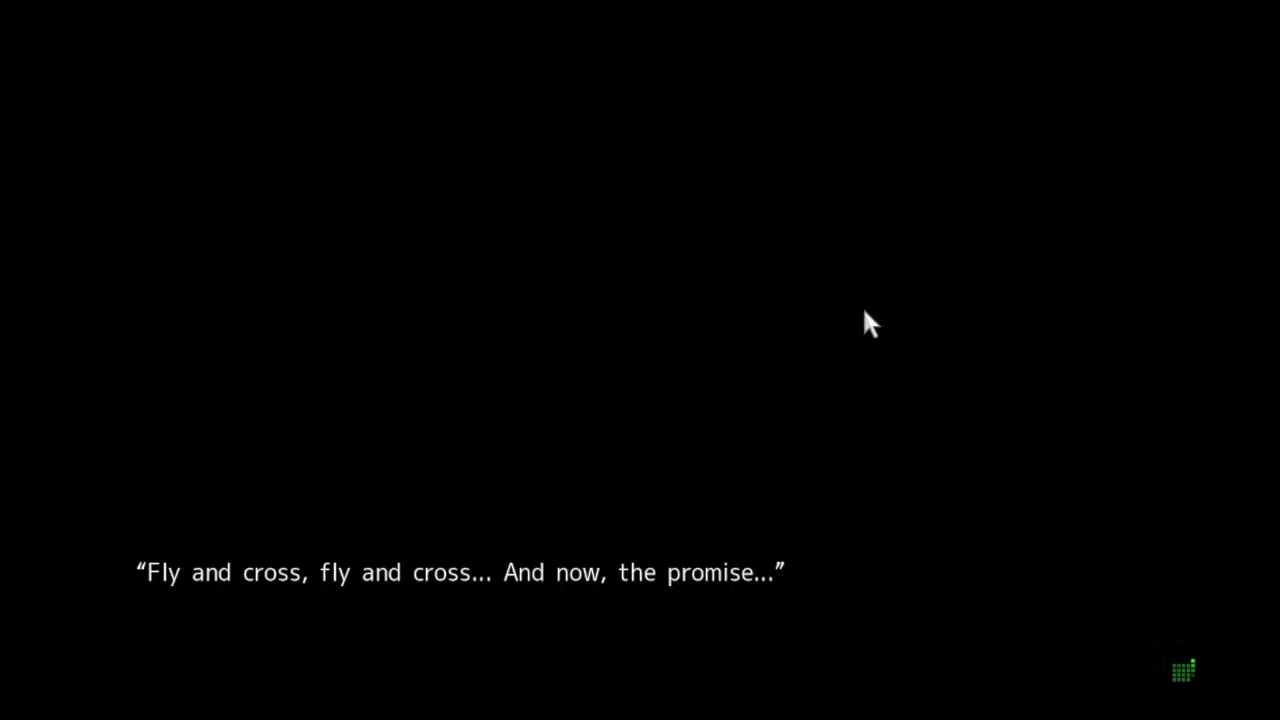 “Fly and cross, fly and cross... And now, the promise...”